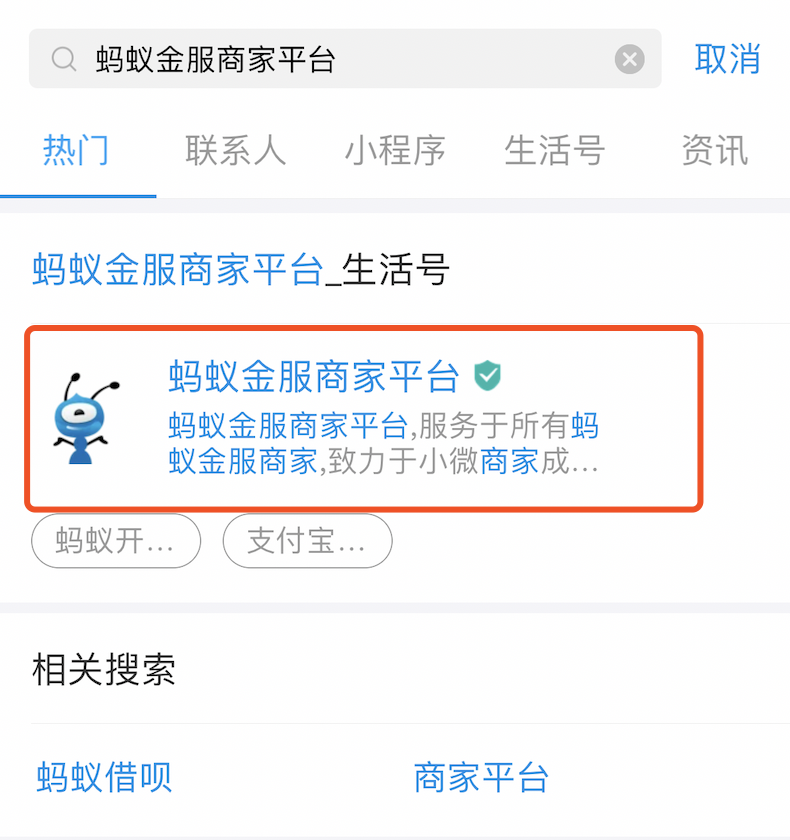 蚂蚁金服商家平台 取消
热门 联系人 小程序 生活号 资讯
蚂蚁金服商家平台_生活号
蚂蚁金服商家平台
蚂蚁金服商家平台,服务于所有蚂
蚁金服商家,致力于小微商家成...
蚂蚁开... 支付宝...
相关搜索
蚂蚁借呗 商家平台